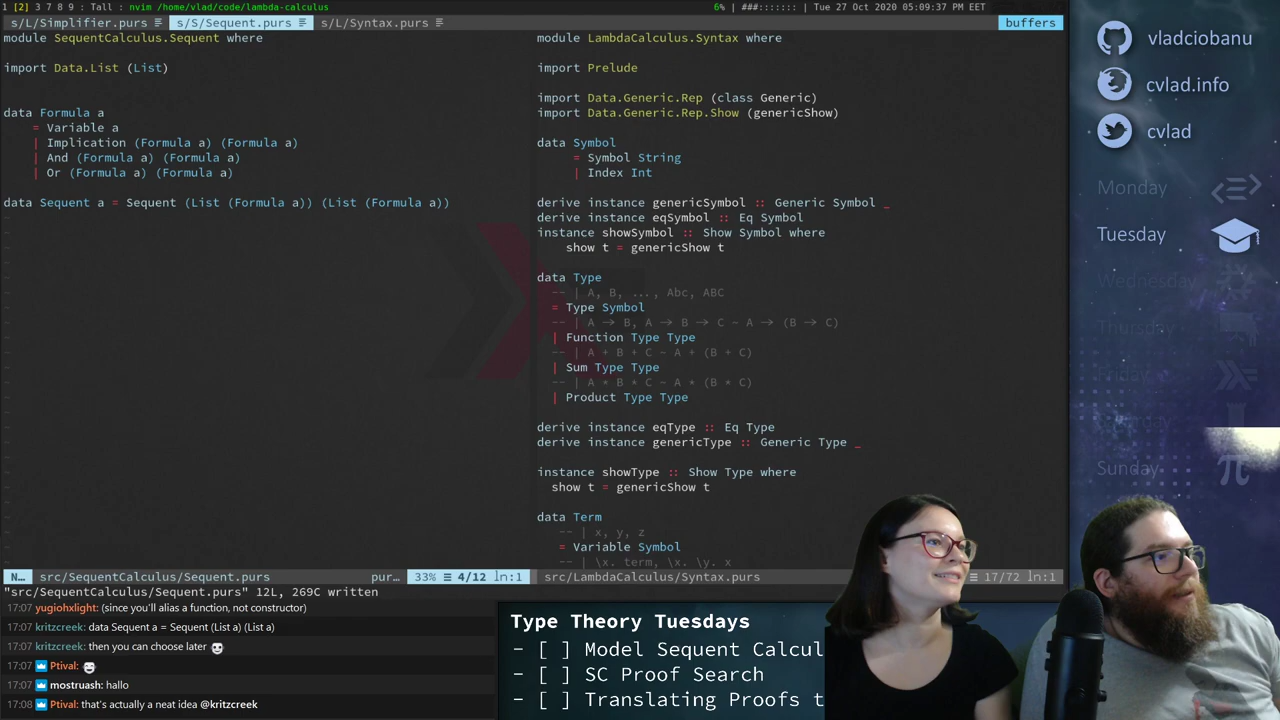 1 [2] 3 7 8 9 : Tall : nvim /home/vlad/code/lambda-calculus
6% | ###::::::: | Tue 27 Oct 2020 05:09:37 PM EET
s/L/Simplifier.purs
s/S/Sequent.purs
s/L/Syntax.purs
buffers
module SequentCalculus.Sequent where
import Data.List (List)
data Formula a
= Variable a
| Implication (Formula a) (Formula a)
| And (Formula a) (Formula a)
| Or (Formula a) (Formula a)
data Sequent a = Sequent (List (Formula a)) (List (Formula a))
module LambdaCalculus.Syntax where
import Prelude
import Data.Generic.Rep (class Generic)
import Data.Generic.Rep.Show (genericShow)
data Symbol
= Symbol String
| Index Int
derive instance genericSymbol :: Generic Symbol _
derive instance eqSymbol :: Eq Symbol
instance showSymbol :: Show Symbol where
show t = genericShow t
data Type
-- | A, B, ..., Abc, ABC
= Type Symbol
-- | A → B, A → B → C ~ A → (B → C)
| Function Type Type
-- | A + B + C ~ A + (B + C)
| Sum Type Type
-- | A * B * C ~ A * (B * C)
| Product Type Type
derive instance eqType :: Eq Type
derive instance genericType :: Generic Type _
instance showType :: Show Type where
show t = genericShow t
data Term
-- | x, y, z
= Variable Symbol
-- | \x. term, \x. \y. x
N… src/SequentCalculus/Sequent.purs pur… 33% ≡ 4/12 ln:1
src/LambdaCalculus/Syntax.purs ≡ 17/72 ln:1
"src/SequentCalculus/Sequent.purs" 12L, 269C written
17:07 yugiohxlight: (since you'll alias a function, not constructor)
17:07 kritzcreek: data Sequent a = Sequent (List a) (List a)
17:07 kritzcreek: then you can choose later
17:07 Ptival:
17:07 mostruash: hallo
17:08 Ptival: that's actually a neat idea @kritzcreek
Type Theory Tuesdays
- [ ] Model Sequent Calcul
- [ ] SC Proof Search
- [ ] Translating Proofs t
vladciobanu
cvlad.info
cvlad
Monday
Tuesday
Wednesday
Thursday
Friday
Sunday